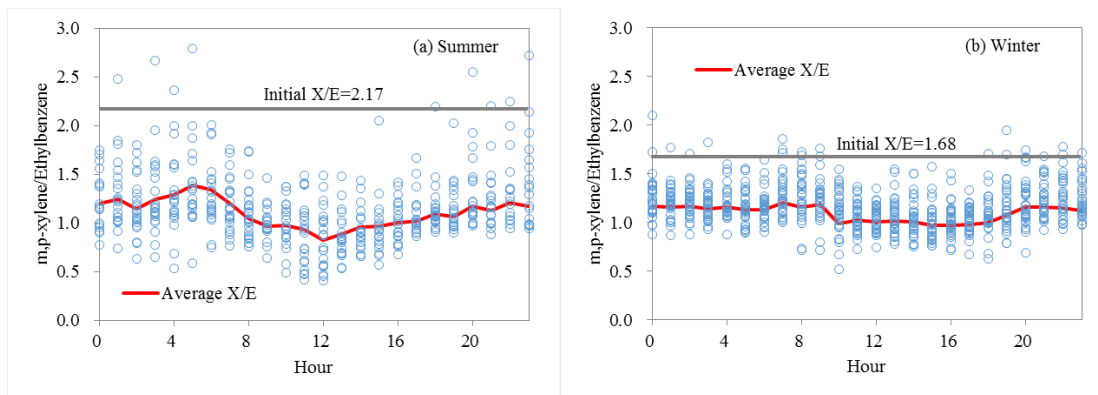 (a) Summer
3.0
2.5
2.0
1.5
1.0
0.5
0.0
m,p-xylene/Ethylbenzene
Initial X/E=2.17
Average X/E
0
4
8
12
16
20
Hour
(b) Winter
3.0
2.5
2.0
1.5
1.0
0.5
0.0
m,p-xylene/Ethylbenzene
Average X/E
Initial X/E=1.68
0
4
8
12
16
20
Hour